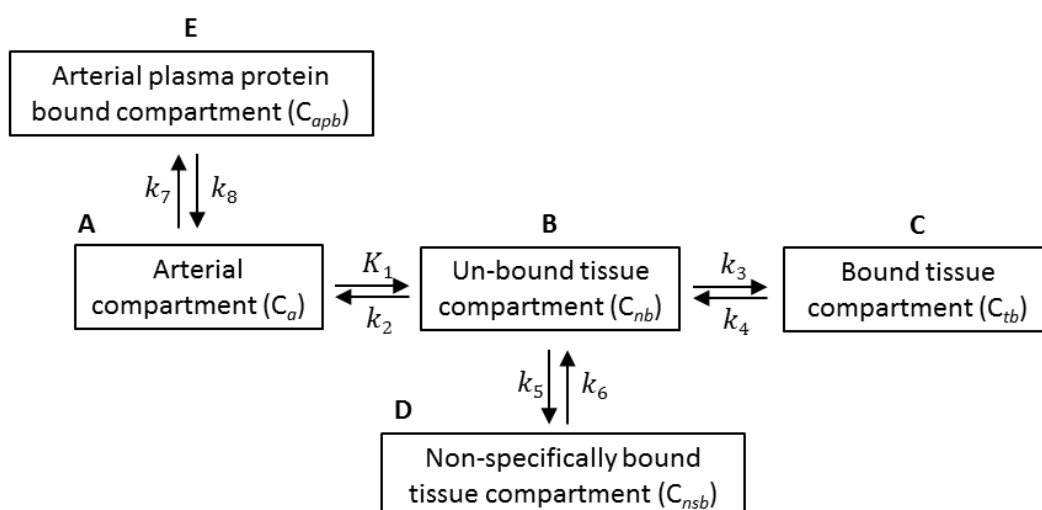 E
Arterial plasma protein
bound compartment (Capb)
k7
k8
A
B
C
Arterial
compartment (Ca)
K1
k2
Un-bound tissue
compartment (Cnb)
k3
k4
Bound tissue
compartment (Ctb)
k5
k6
D
Non-specifically bound
tissue compartment (Cnsb)